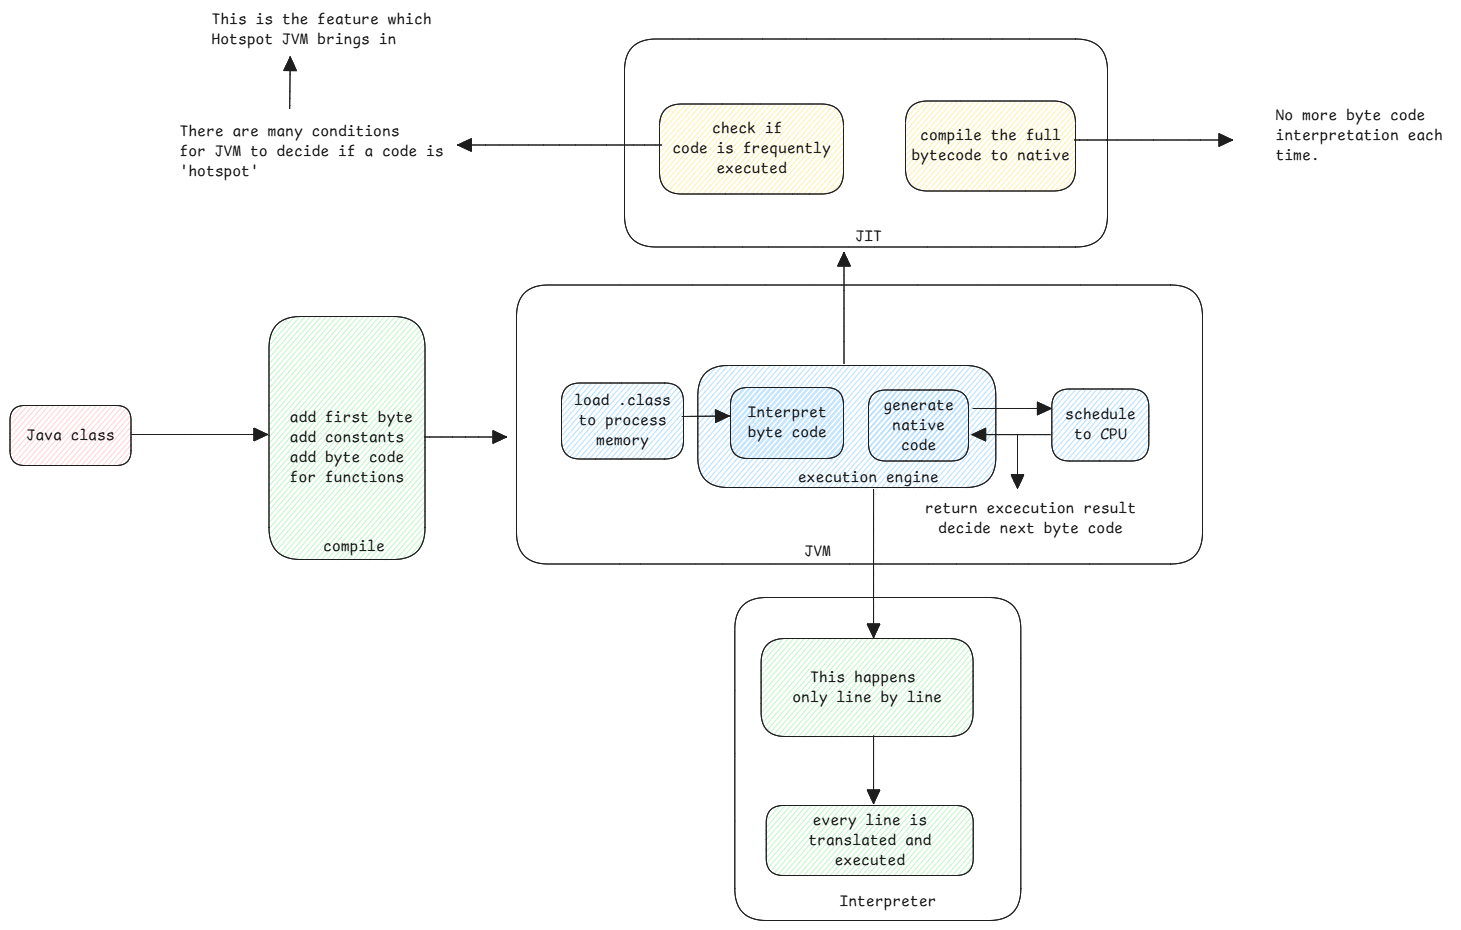 This is the feature which
Hotspot JVM brings in
There are many conditions
for JVM to decide if a code is
'hotspot'
check if
code is frequently
executed
compile the full
bytecode to native
No more byte code
interpretation each
time.
JIT
Java class
add first byte
add constants
add byte code
for functions
compile
load .class
to process
memory
Interpret
byte code
generate
native
code
execution engine
schedule
to CPU
return excecution result
decide next byte code
JVM
This happens
only line by line
every line is
translated and
executed
Interpreter